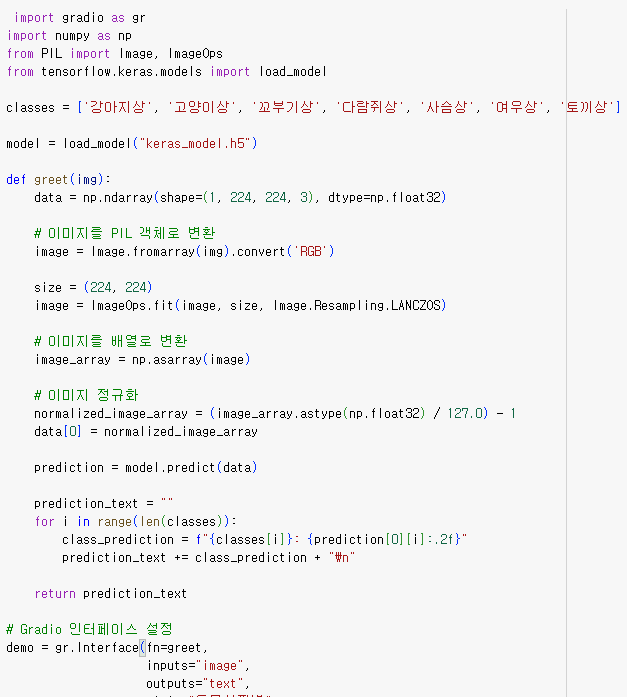 import gradio as gr
import numpy as np
from PIL import Image, ImageOps
from tensorflow.keras.models import load_model
classes = ['강아지상', '고양이상', '꼬부기상', '다람쥐상', '사슴상', '여우상', '토끼상']
model = load_model("keras_model.h5")
def greet(img):
    data = np.ndarray(shape=(1, 224, 224, 3), dtype=np.float32)
    # 이미지를 PIL 객체로 변환
    image = Image.fromarray(img).convert('RGB')
    size = (224, 224)
    image = ImageOps.fit(image, size, Image.Resampling.LANCZOS)
    # 이미지를 배열로 변환
    image_array = np.asarray(image)
    # 이미지 정규화
    normalized_image_array = (image_array.astype(np.float32) / 127.0) - 1
    data[0] = normalized_image_array
    prediction = model.predict(data)
    prediction_text = ""
    for i in range(len(classes)):
        class_prediction = f"{classes[i]}: {prediction[0][i]:.2f}"
        prediction_text += class_prediction + "₩n"
    return prediction_text
# Gradio 인터페이스 설정
demo = gr.Interface(fn=greet,
                    inputs="image",
                    outputs="text",